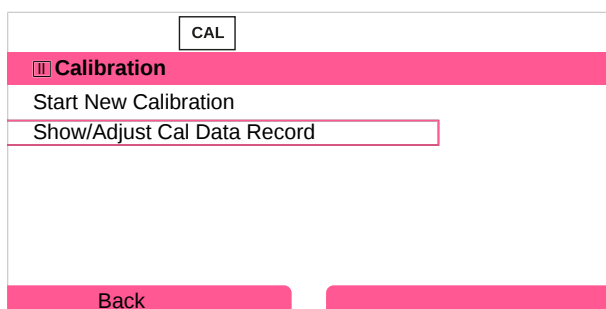 CAL
Calibration
Start New Calibration
Show/Adjust Cal Data Record
Back